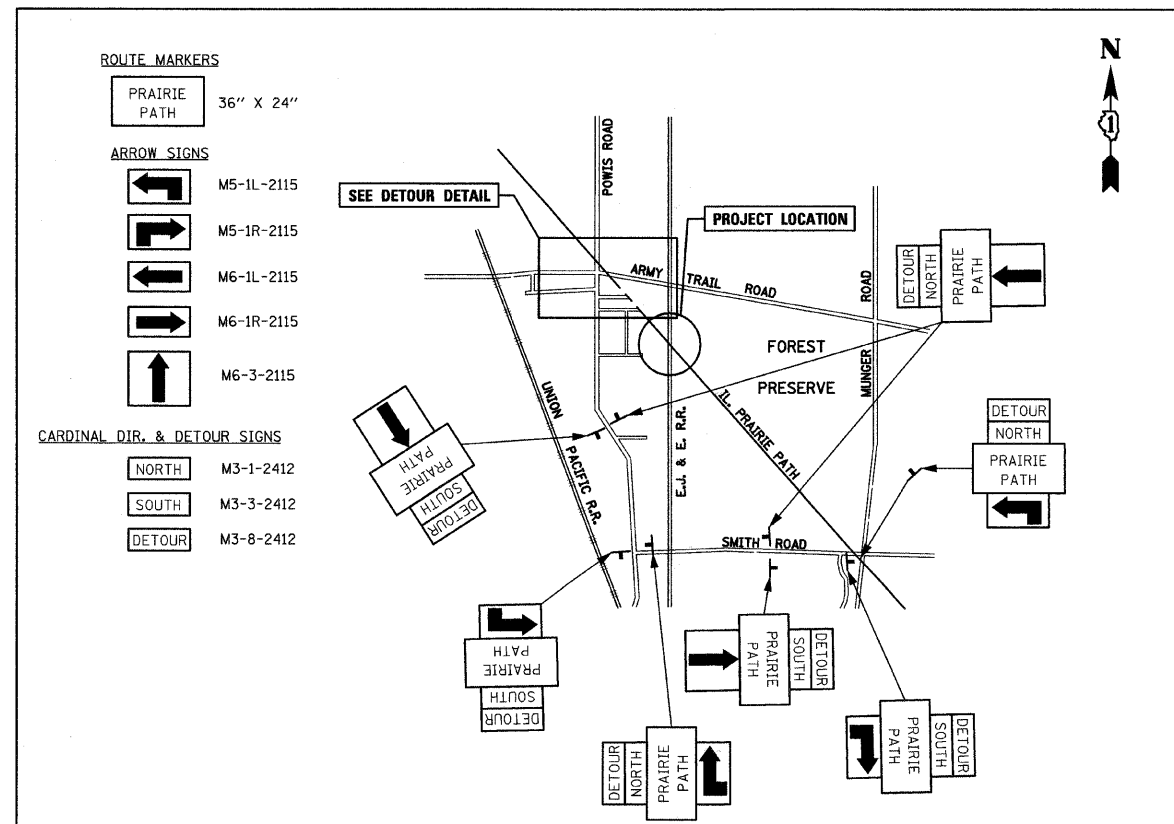 ROUTE MARKERS
PRAIRIE
PATH
36" X 24"
ARROW SIGNS
M5-1L-2115
M5-1R-2115
M6-1L-2115
M6-1R-2115
M6-3-2115
CARDINAL DIR. & DETOUR SIGNS
NORTH M3-1-2412
SOUTH M3-3-2412
DETOUR M3-8-2412
N
1
POWIS ROAD
SEE DETOUR DETAIL
PROJECT LOCATION
ARMY TRAIL ROAD
MUNGER ROAD
FOREST
PRESERVE
UNION PACIFIC R.R.
E.J. & E. R.R.
IL. PRAIRIE PATH
SMITH ROAD
DETOUR
NORTH
PRAIRIE
PATH
DETOUR
NORTH
PRAIRIE
PATH
PRAIRIE
PATH
SOUTH
DETOUR
PRAIRIE
PATH
SOUTH
DETOUR
DETOUR
NORTH
PRAIRIE
PATH
DETOUR
SOUTH
PRAIRIE
PATH
DETOUR
SOUTH
PRAIRIE
PATH